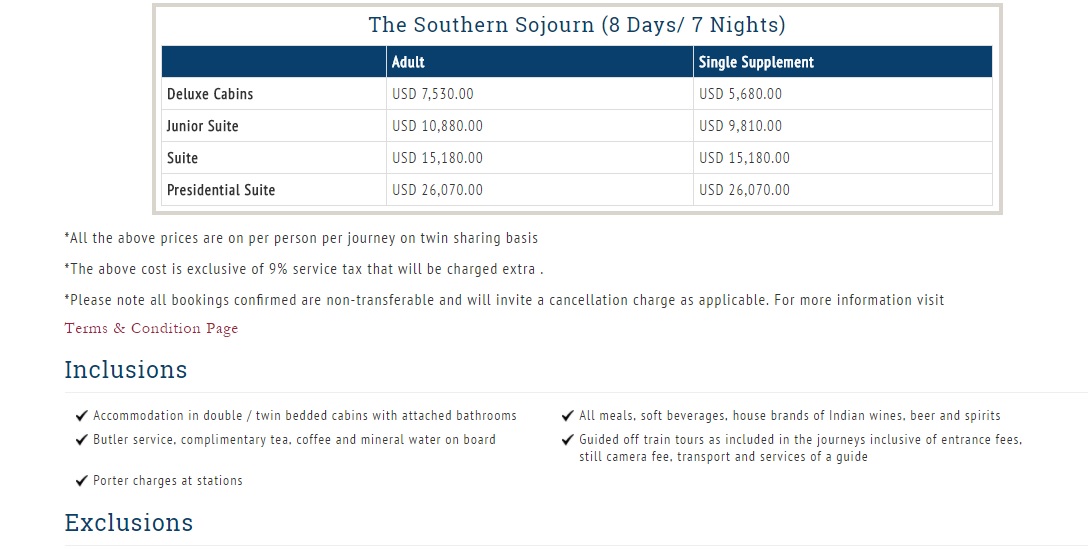 The Southern Sojourn (8 Days/ 7 Nights)
Adult Single Supplement
Deluxe Cabins USD 7,530.00 USD 5,680.00
Junior Suite USD 10,880.00 USD 9,810.00
Suite USD 15,180.00 USD 15,180.00
Presidential Suite USD 26,070.00 USD 26,070.00
*All the above prices are on per person per journey on twin sharing basis
*The above cost is exclusive of 9% service tax that will be charged extra .
*Please note all bookings confirmed are non-transferable and will invite a cancellation charge as applicable. For more information visit
Terms & Condition Page
Inclusions
Accommodation in double / twin bedded cabins with attached bathrooms
All meals, soft beverages, house brands of Indian wines, beer and spirits
Butler service, complimentary tea, coffee and mineral water on board
Guided off train tours as included in the journeys inclusive of entrance fees,
still camera fee, transport and services of a guide
Porter charges at stations
Exclusions